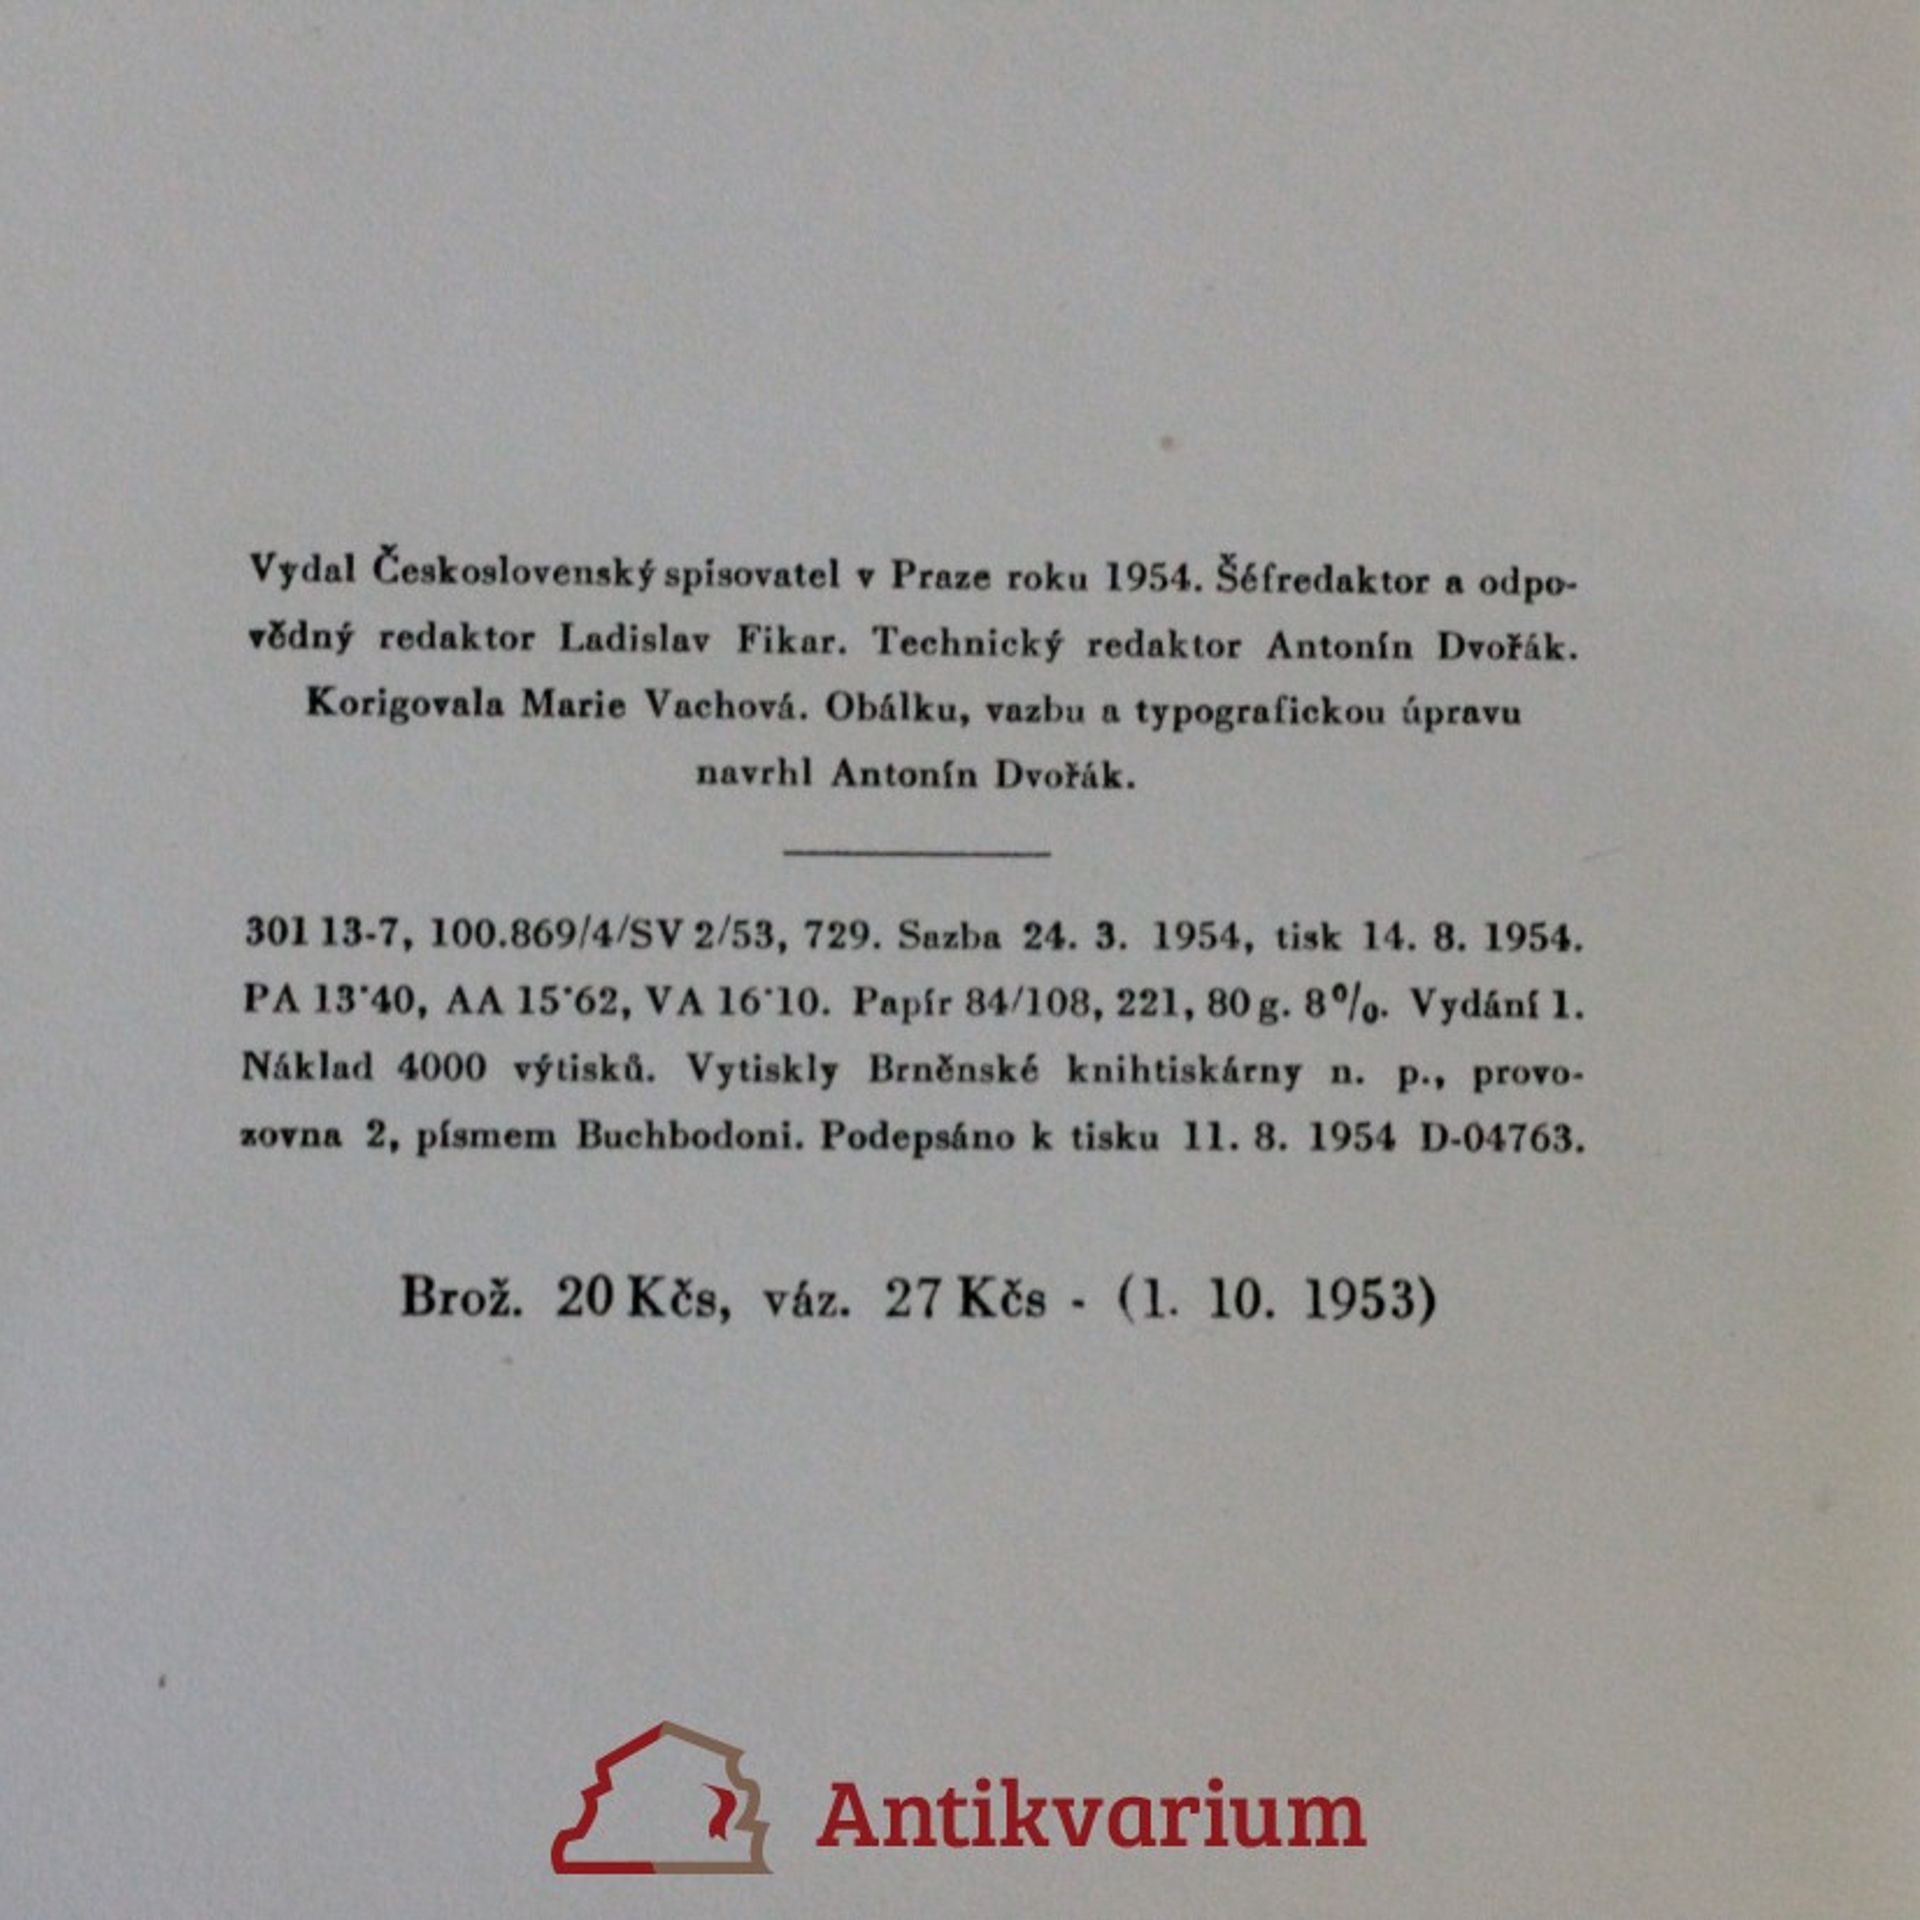 Vydal Československý spisovatel v Praze roku 1954. Šéfredaktor a odpo-
vědný redaktor Ladislav Fikar. Technický redaktor Antonín Dvořák.
Korigovala Marie Vachová. Obálku, vazbu a typografickou úpravu
navrhl Antonín Dvořák.
301 13-7, 100.869/4/SV 2/53, 729. Sazba 24. 3. 1954, tisk 14. 8. 1954.
PA 13·40, AA 15·62, VA 16·10. Papír 84/108, 221, 80 g. 8%. Vydání 1.
Náklad 4000 výtisků. Vytiskly Brněnské knihtiskárny n. p., provo-
zovna 2, písmem Buchbodoni. Podepsáno k tisku 11. 8. 1954 D-04763.
Brož. 20 Kčs, váz. 27 Kčs - (1. 10. 1953)
Antikvarium